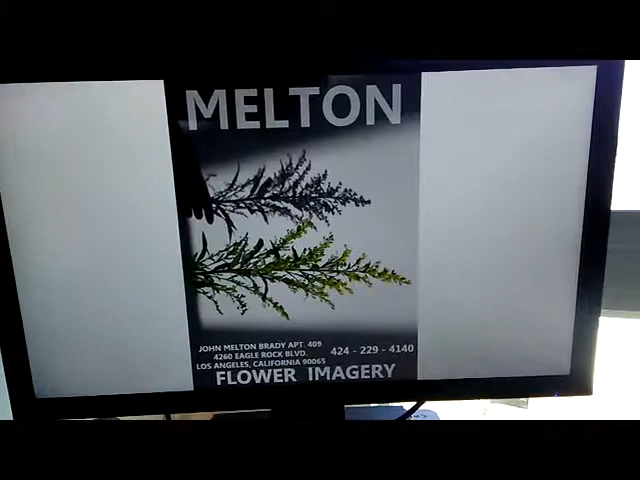 MELTON
JOHN MELTON BRADY APT. 409
4260 EAGLE ROCK BLVD.
LOS ANGELES, CALIFORNIA 90065
424 - 229 - 4140
FLOWER IMAGERY